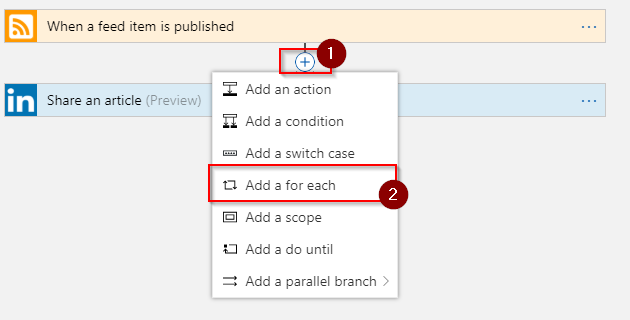 When a feed item is published
...
1
in
Share an article (Preview)
...
Add an action
Add a condition
Add a switch case
Add a for each
2
Add a scope
Add a do until
Add a parallel branch